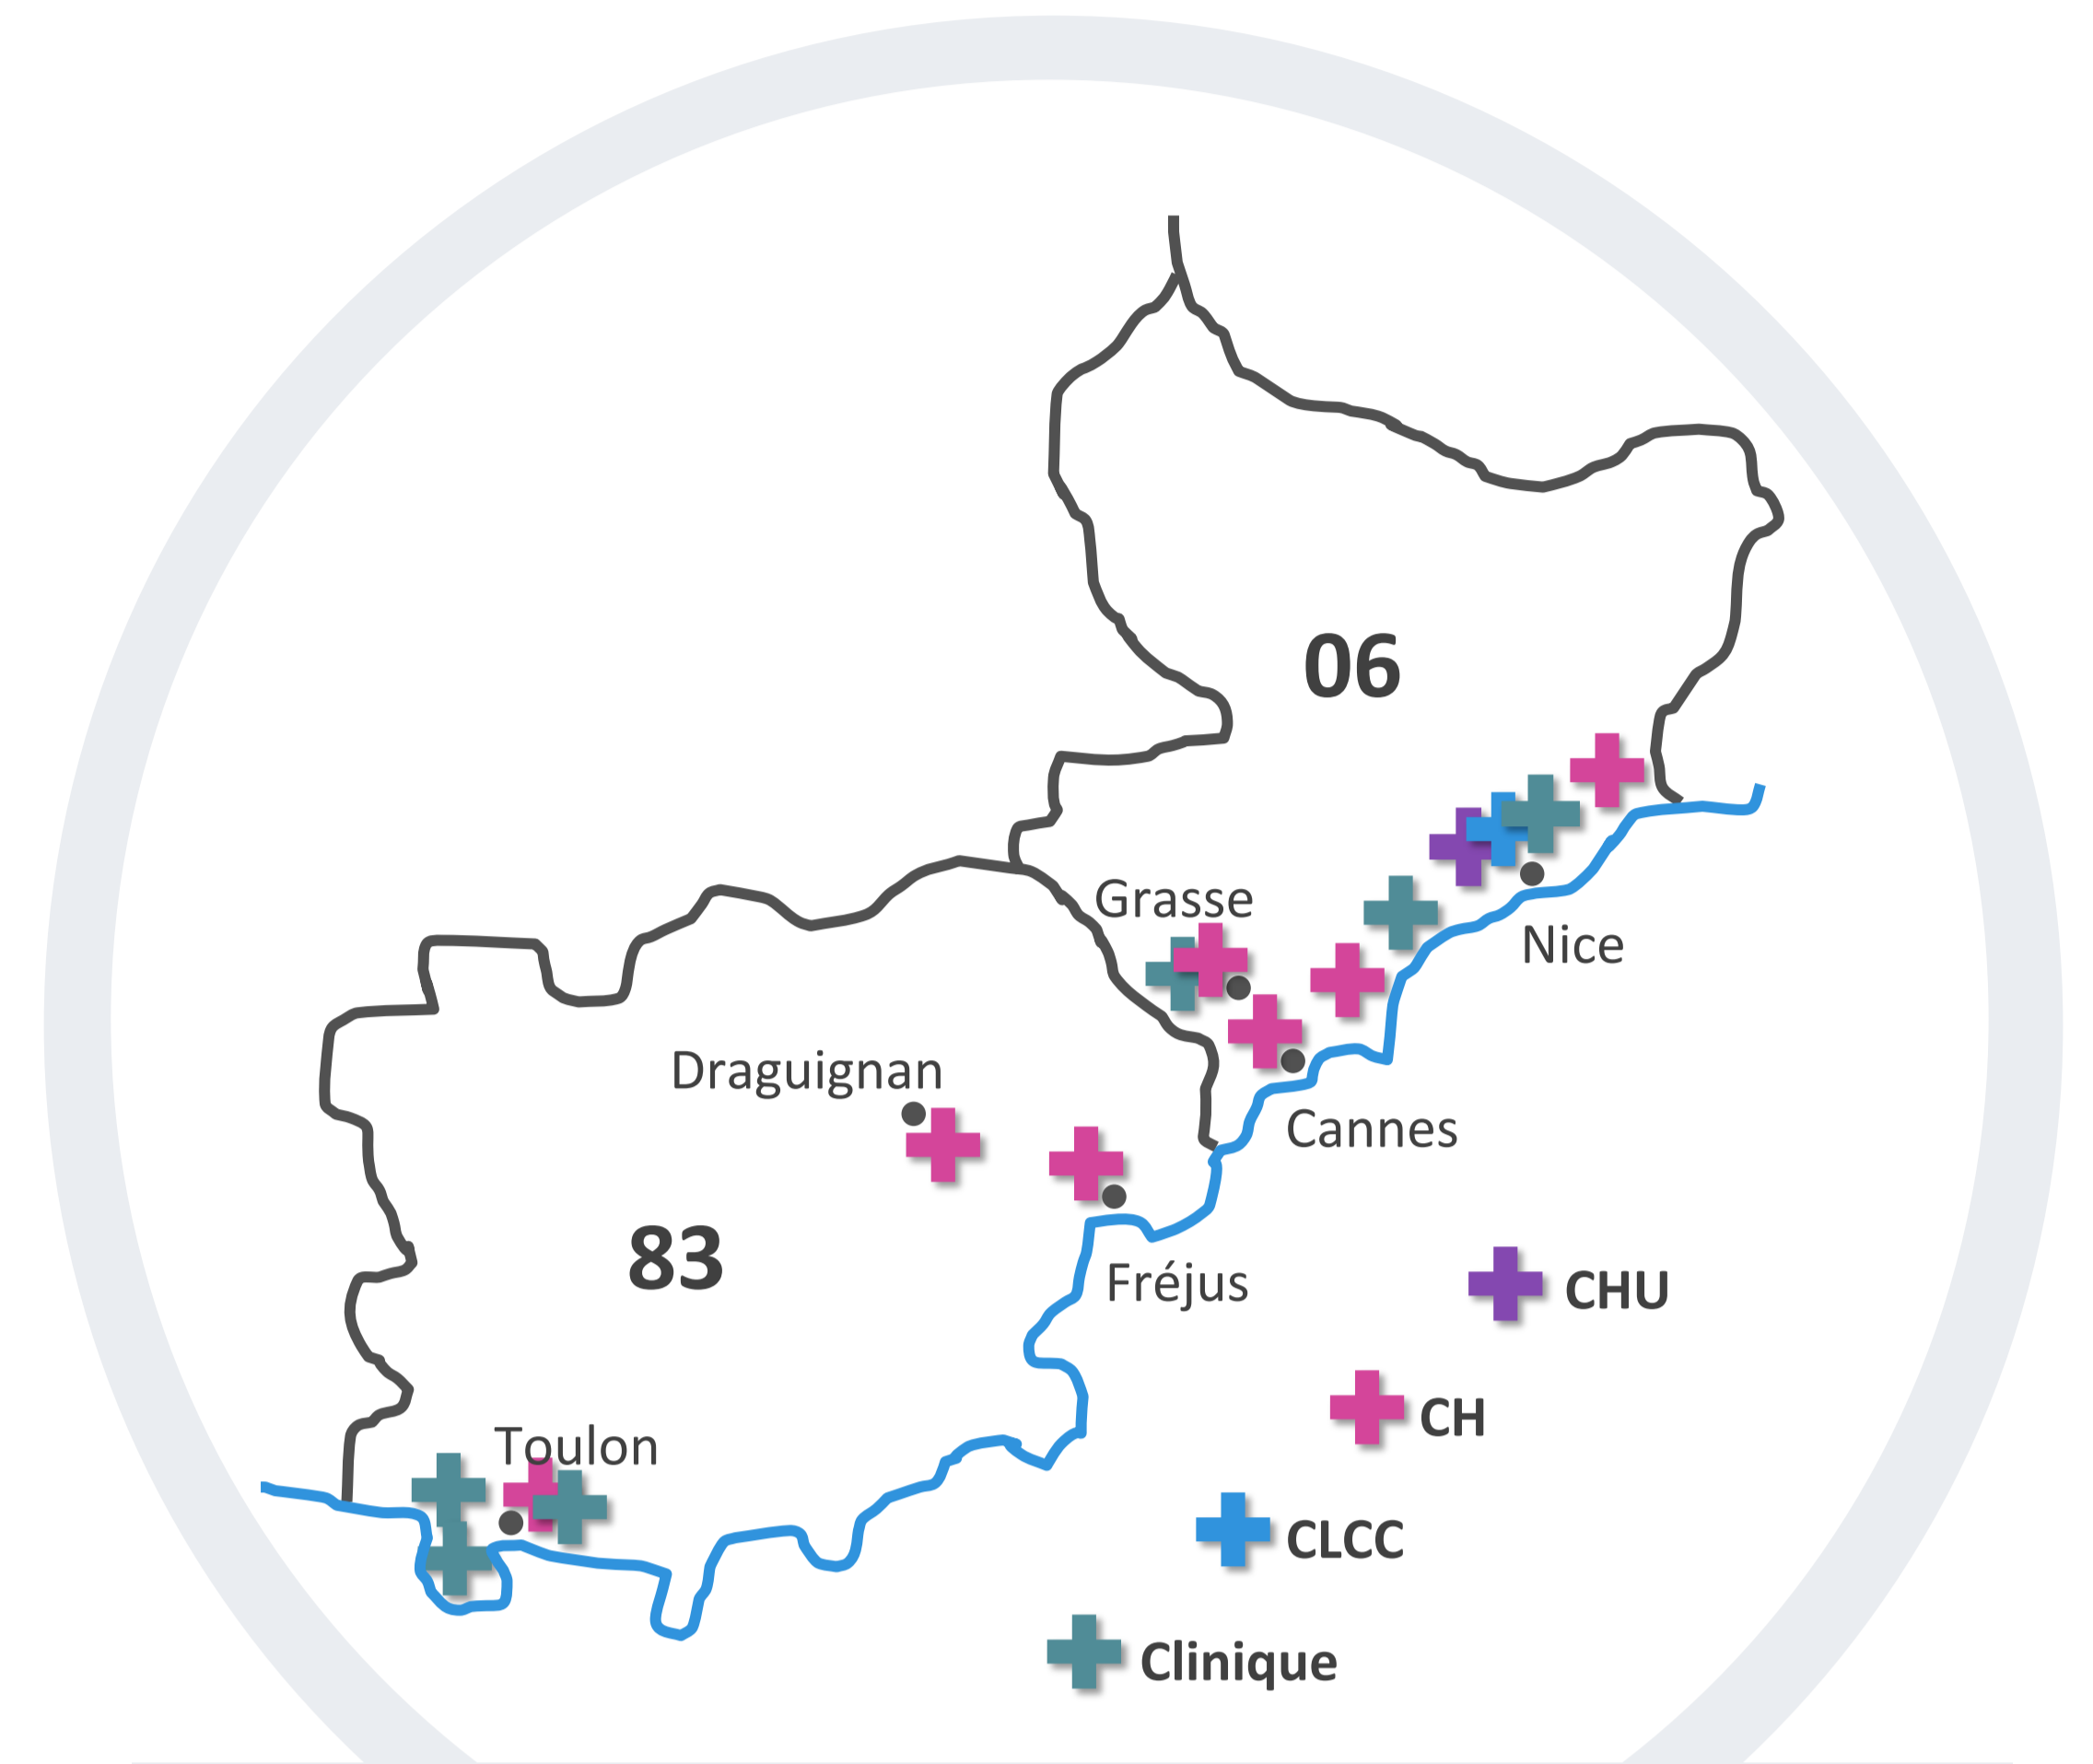 06
Grasse
Nice
Draguignan
Cannes
83
Fréjus
CHU
CH
Toulon
CLCC
Clinique